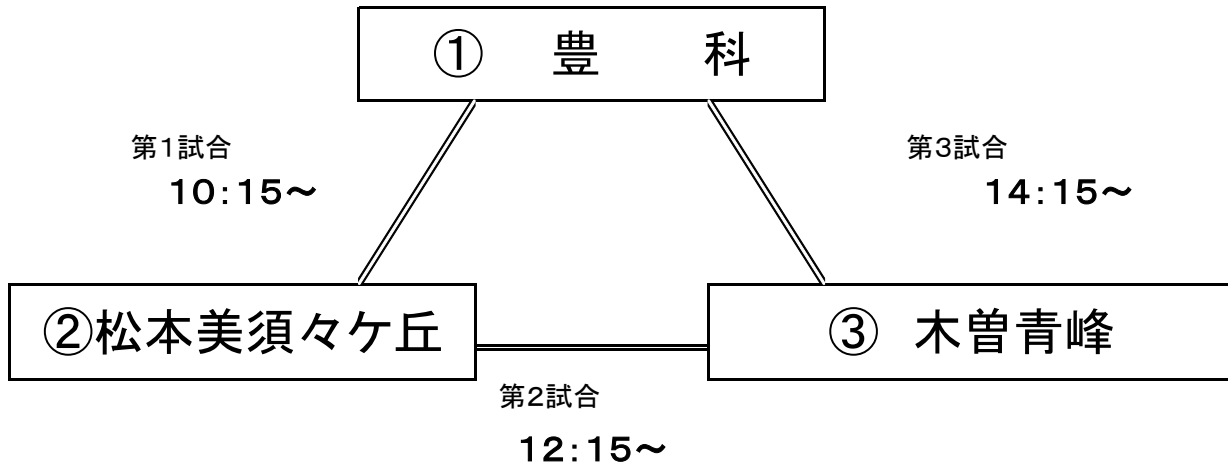 ① 豊 科
第1試合
10:15～
第3試合
14:15～
②松本美須々ケ丘
③ 木曽青峰
第2試合
12:15～